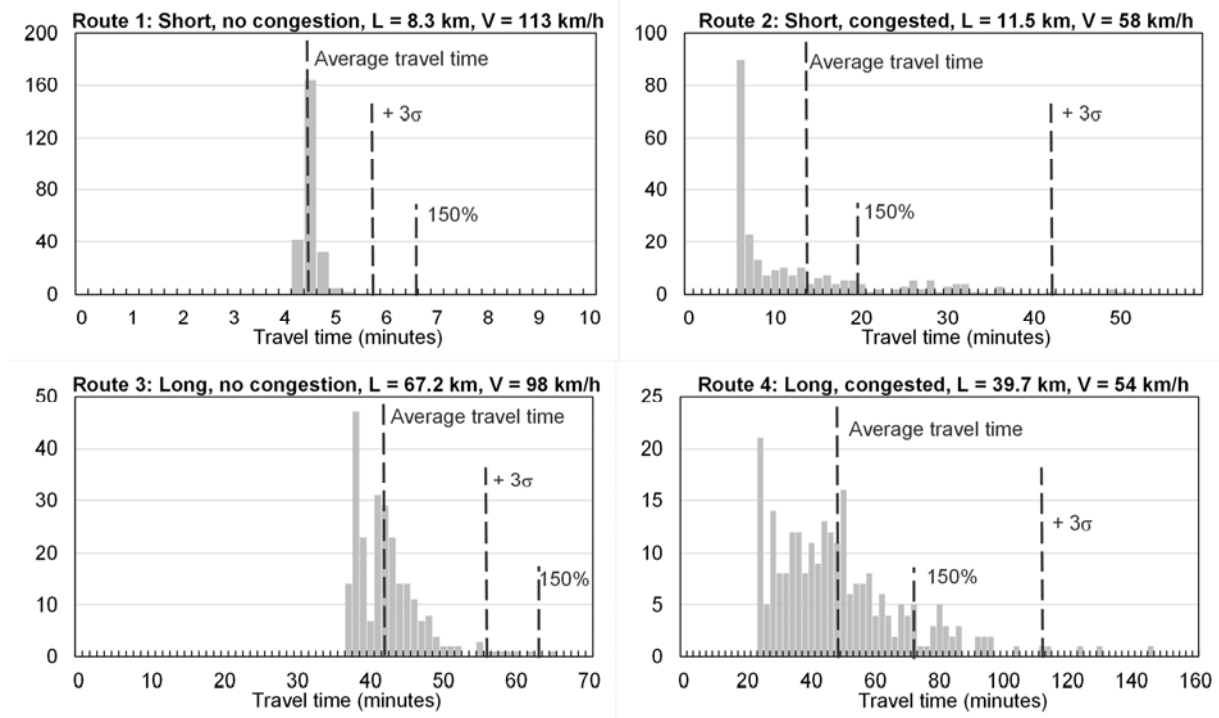 Route 1: Short, no congestion, L = 8.3 km, V = 113 km/h
200
160
120
80
40
0
Average travel time
+ 3σ
150%
0 1 2 3 4 5 6 7 8 9 10
Travel time (minutes)
Route 2: Short, congested, L = 11.5 km, V = 58 km/h
100
80
60
40
20
0
Average travel time
+ 3σ
150%
0 10 20 30 40 50
Travel time (minutes)
Route 3: Long, no congestion, L = 67.2 km, V = 98 km/h
50
40
30
20
10
0
Average travel time
+ 3σ
150%
0 10 20 30 40 50 60 70
Travel time (minutes)
Route 4: Long, congested, L = 39.7 km, V = 54 km/h
25
20
15
10
5
0
Average travel time
+ 3σ
150%
0 20 40 60 80 100 120 140 160
Travel time (minutes)